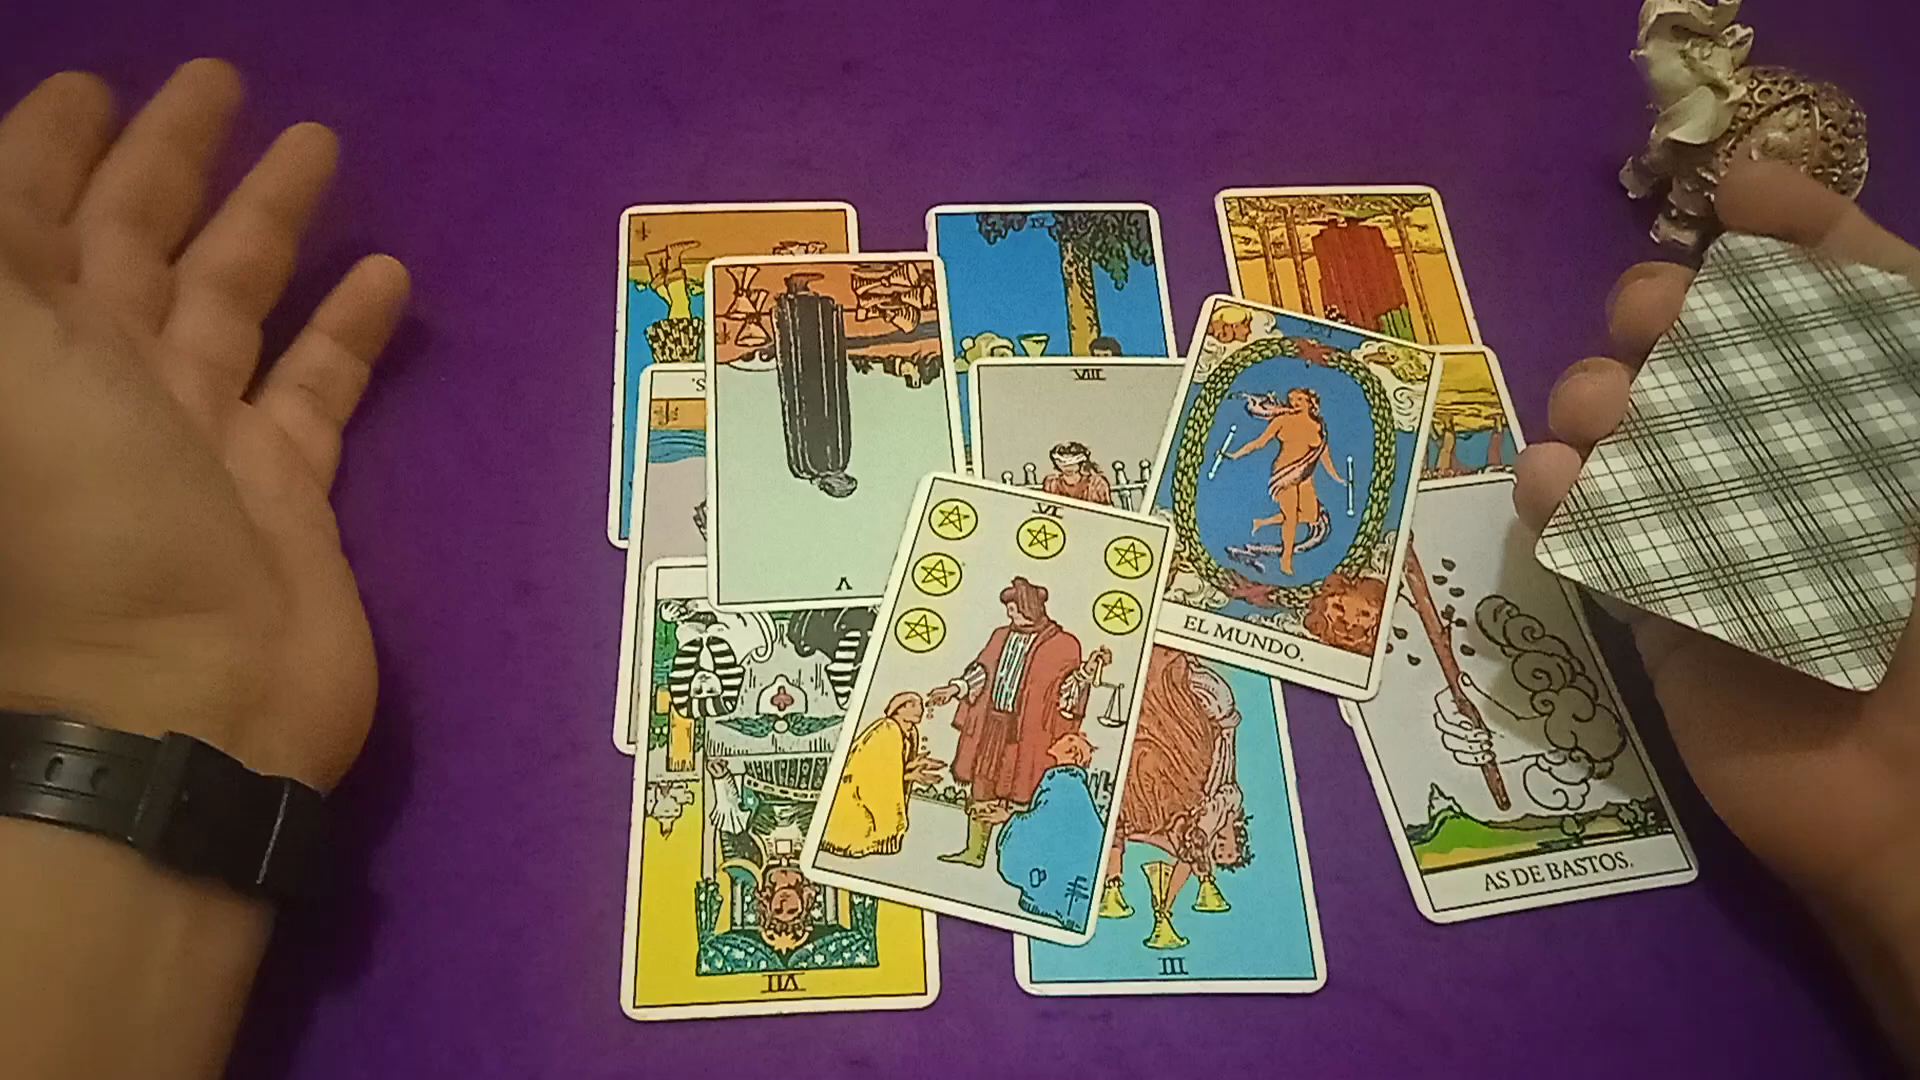 VIII
V
VI
EL MUNDO.
AS DE BASTOS.
VII
III